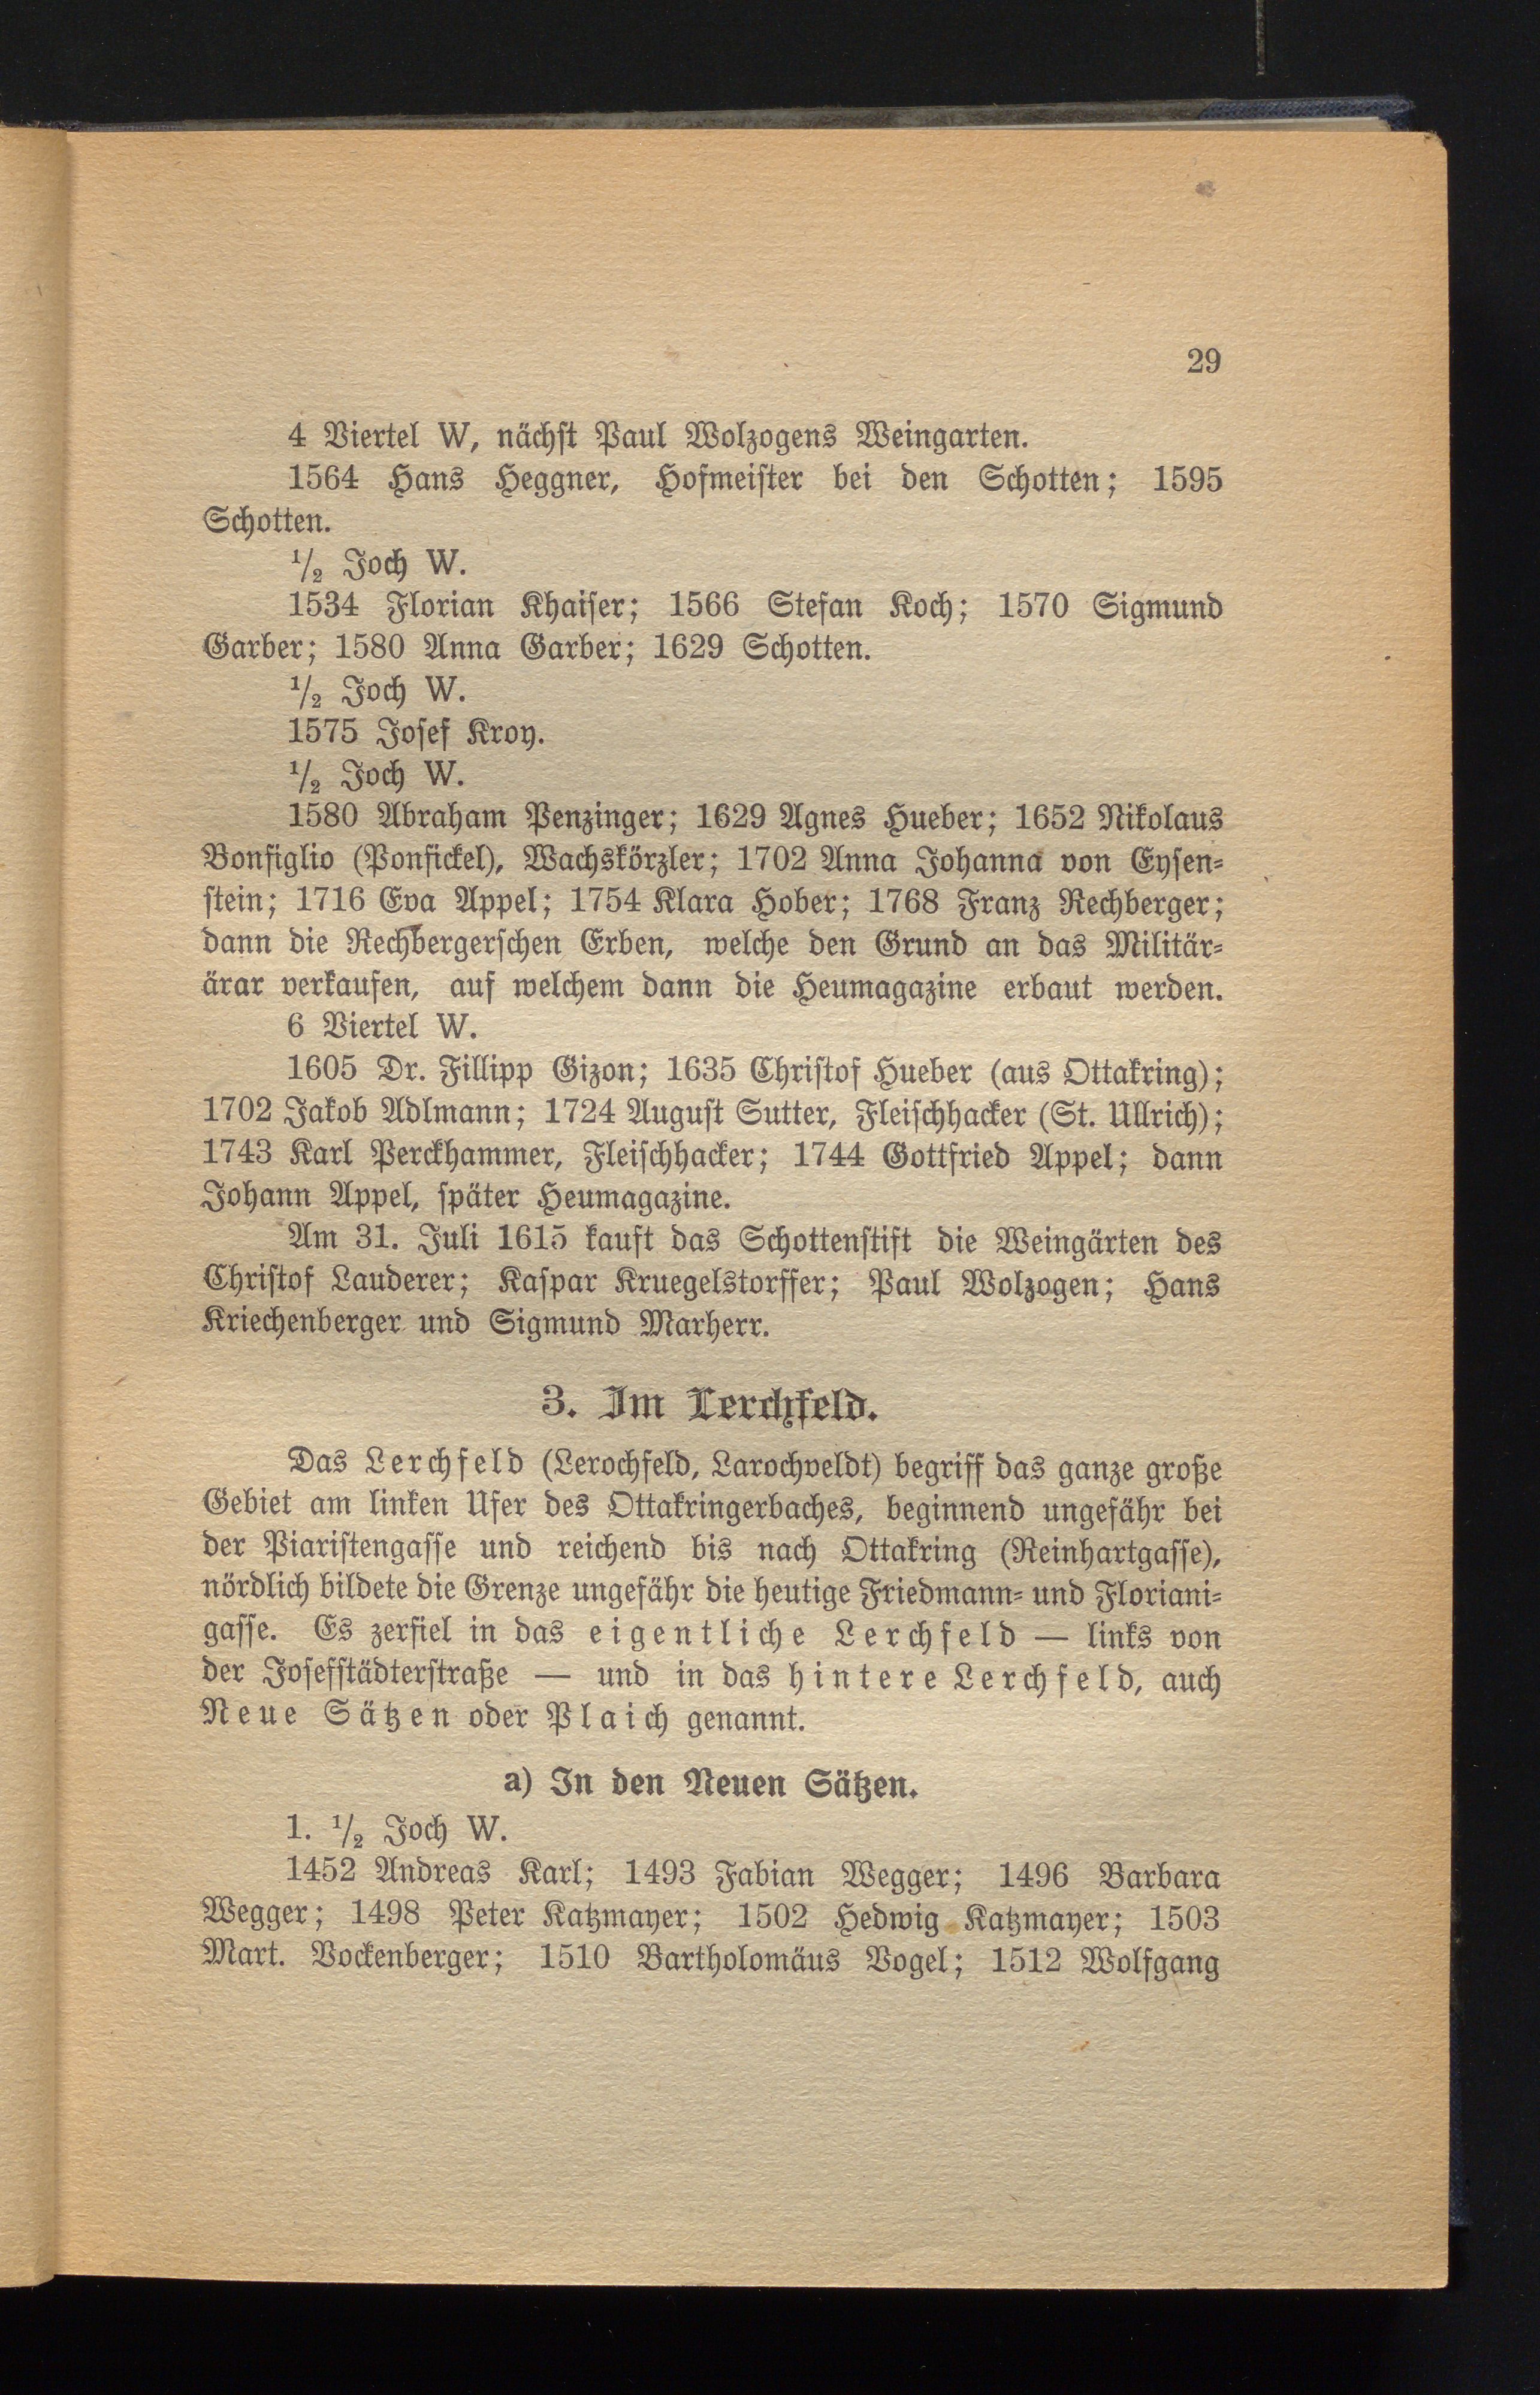 29
4 Viertel W, nächst Paul Wolzogens Weingarten.
1564 Hans Heggner, Hofmeister bei den Schotten; 1595
Schotten.
1/2 Joch W.
1534 Florian Khaiser; 1566 Stefan Koch; 1570 Sigmund
Garber; 1580 Anna Garber; 1629 Schotten.
1/2 Joch W.
1575 Josef Kroy.
1/2 Joch W.
1580 Abraham Penzinger; 1629 Agnes Hueber; 1652 Nikolaus
Bonfiglio (Ponfickel), Wachskörzler; 1702 Anna Johanna von Eysen-
stein; 1716 Eva Appel; 1754 Klara Hober; 1768 Franz Rechberger;
dann die Rechbergerschen Erben, welche den Grund an das Militär-
ärar verkaufen, auf welchem dann die Heumagazine erbaut werden.
6 Viertel W.
1605 Dr. Fillipp Gizon; 1635 Christof Hueber (aus Ottakring);
1702 Jakob Adlmann; 1724 August Sutter, Fleischhacker (St. Ullrich);
1743 Karl Perckhammer, Fleischhacker; 1744 Gottfried Appel; dann
Johann Appel, später Heumagazine.
Am 31. Juli 1615 kauft das Schottenstift die Weingärten des
Christof Lauderer; Kaspar Kruegelstorffer; Paul Wolzogen; Hans
Kriechenberger und Sigmund Marherr.
3. Im Lerchfeld.
Das Lerchfeld (Lerochfeld, Larochveldt) begriff das ganze große
Gebiet am linken Ufer des Ottakringerbaches, beginnend ungefähr bei
der Piaristengasse und reichend bis nach Ottakring (Reinhartgasse),
nördlich bildete die Grenze ungefähr die heutige Friedmann- und Floriani-
gasse. Es zerfiel in das eigentliche Lerchfeld — links von
der Josefstädterstraße — und in das hintere Lerchfeld, auch
Neue Sätzen oder Plaich genannt.
a) In den Neuen Sätzen.
1. 1/2 Joch W.
1452 Andreas Karl; 1493 Fabian Wegger; 1496 Barbara
Wegger; 1498 Peter Katzmayer; 1502 Hedwig Katzmayer; 1503
Mart. Vockenberger; 1510 Bartholomäus Vogel; 1512 Wolfgang